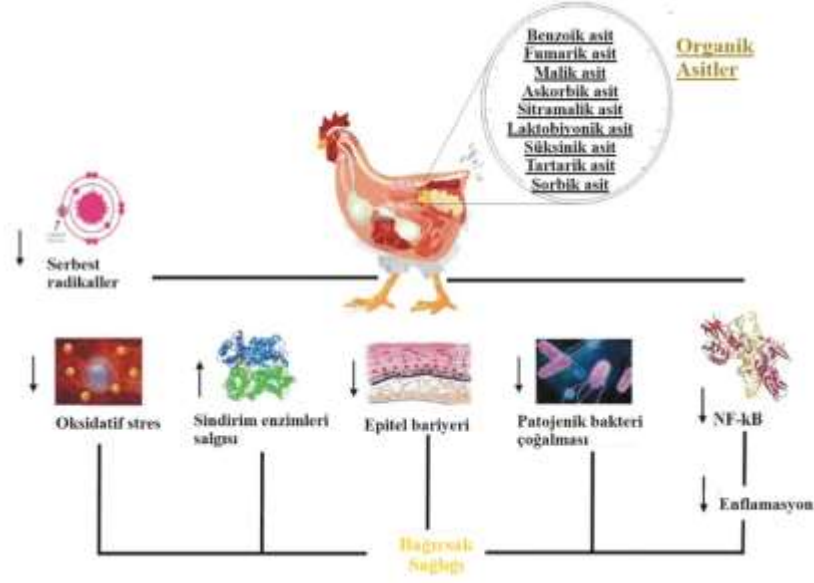 Benzoik asit
Fumarik asit
Malik asit
Askorbik asit
Sitramalik asit
Laktobiyonik asit
Süksinik asit
Tartarik asit
Sorbik asit
Organik
Asitler
Serbest
radikaller
Oksidatif stres
Sindirim enzimleri
salgısı
Epitel bariyeri
Patojenik bakteri
çoğalması
NF-kB
Enflamasyon
Bağırsak
Sağlığı